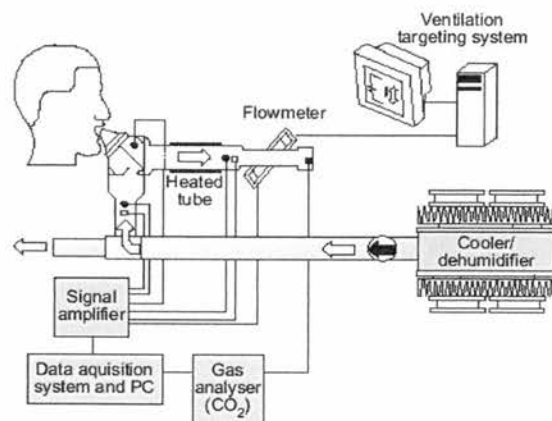 Ventilation
targeting system
Flowmeter
Heated
tube
Cooler/
dehumidifier
Signal
amplifier
Data aquisition
system and PC
Gas
analyser
(CO₂)